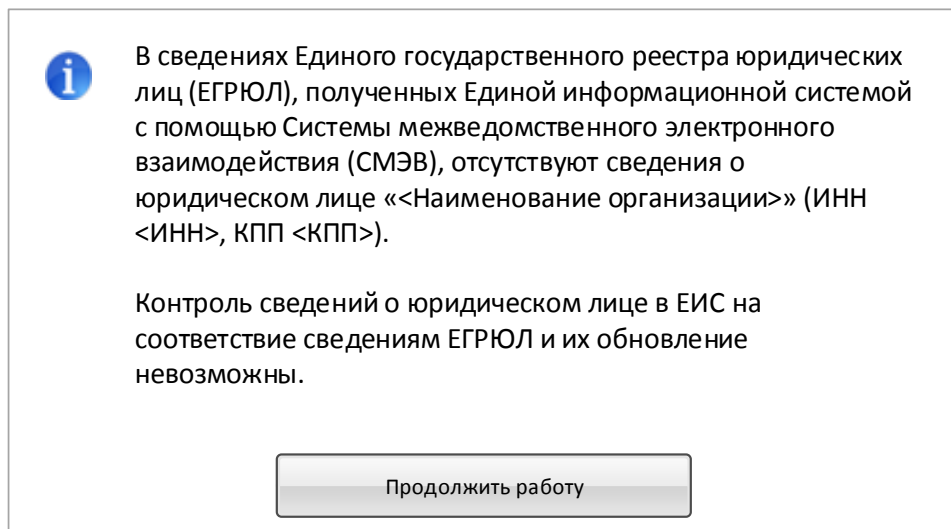 В сведениях Единого государственного реестра юридических
лиц (ЕГРЮЛ), полученных Единой информационной системой
с помощью Системы межведомственного электронного
взаимодействия (СМЭВ), отсутствуют сведения о
юридическом лице «<Наименование организации>» (ИНН
<ИНН>, КПП <КПП>).
Контроль сведений о юридическом лице в ЕИС на
соответствие сведениям ЕГРЮЛ и их обновление
невозможны.
Продолжить работу